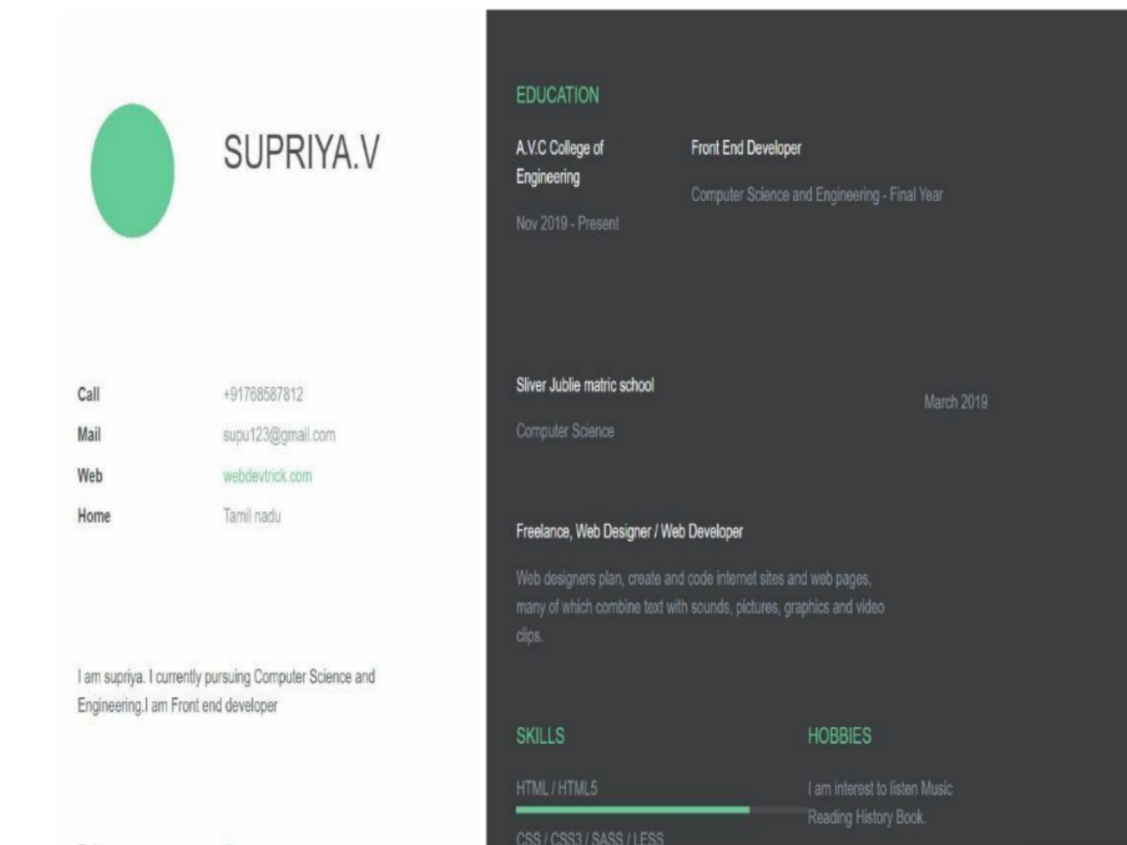 SUPRIYA.V
Call +91768587812
Mail supu123@gmail.com
Web webdevtrick.com
Home Tamil nadu
I am supriya. I currently pursuing Computer Science and
Engineering.I am Front end developer
EDUCATION
A.V.C College of
Engineering
Nov 2019 - Present
Front End Developer
Computer Science and Engineering - Final Year
Sliver Jublie matric school
Computer Science
March 2019
Freelance, Web Designer / Web Developer
Web designers plan, create and code internet sites and web pages,
many of which combine text with sounds, pictures, graphics and video
clips.
SKILLS
HTML / HTML5
CSS / CSS3 / SASS / LESS
HOBBIES
I am interest to listen Music
Reading History Book.